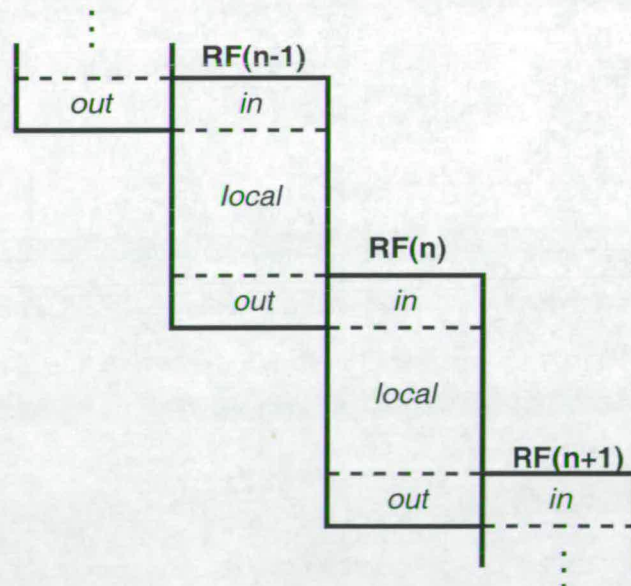 RF(n-1)
out in
local
RF(n)
out in
local
RF(n+1)
out in